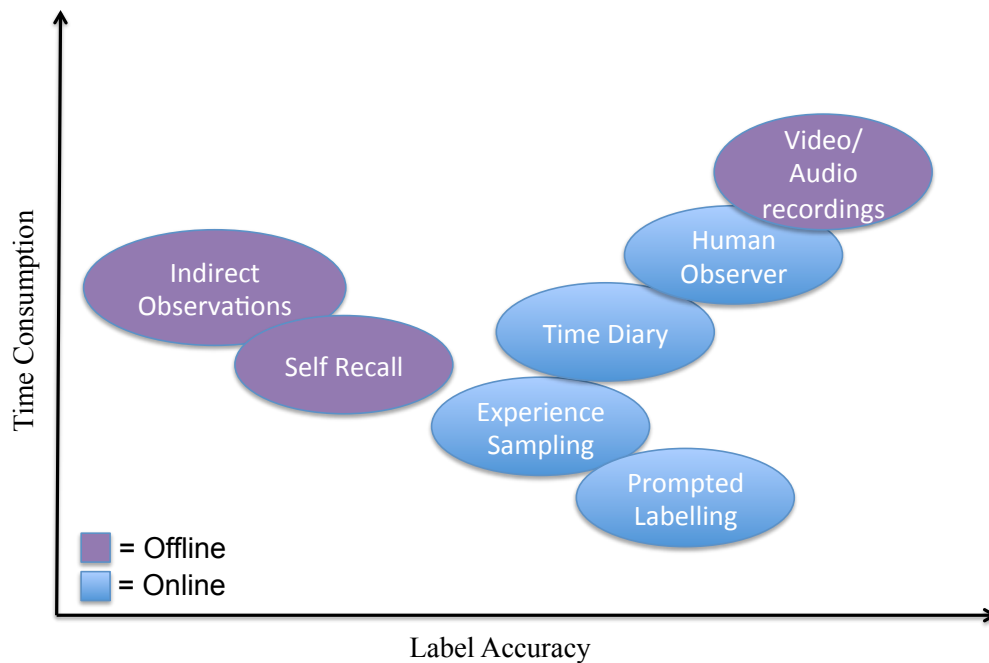 Time Consumption
Video/
Audio
recordings
Human
Observer
Indirect
Observations
Time Diary
Self Recall
Experience
Sampling
Prompted
Labelling
= Offline
= Online
Label Accuracy